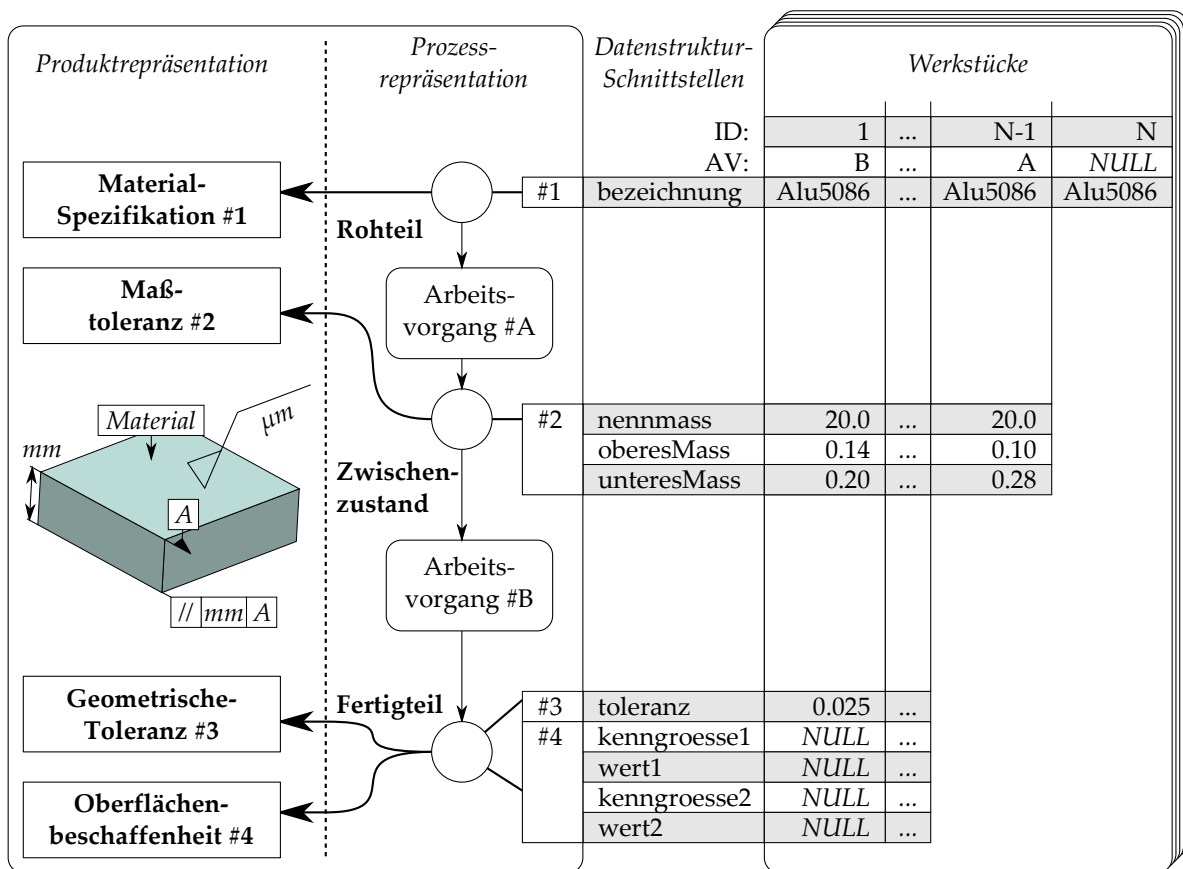 Produktrepräsentation
Prozess-
repräsentation
Datenstruktur-
Schnittstellen
Werkstücke
ID: 1 ... N-1 N
AV: B ... A NULL
#1 bezeichnung Alu5086 ... Alu5086 Alu5086
Material-
Spezifikation #1
Rohteil
Maß-
toleranz #2
Arbeits-
vorgang #A
#2 nennmass 20.0 ... 20.0
oberesMass 0.14 ... 0.10
unteresMass 0.20 ... 0.28
Material
µm
mm
A
// mm A
Zwischen-
zustand
Arbeits-
vorgang #B
Geometrische-
Toleranz #3
Fertigteil
#3 toleranz 0.025 ...
#4 kenngroesse1 NULL ...
wert1 NULL ...
kenngroesse2 NULL ...
wert2 NULL ...
Oberflächen-
beschaffenheit #4